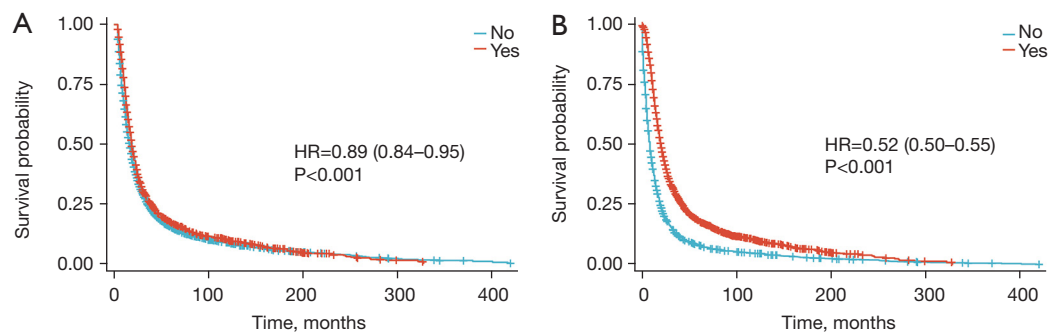 A
No
Yes
1.00
0.75
0.50
0.25
0.00
Survival probability
HR=0.89 (0.84–0.95)
P<0.001
0 100 200 300 400
Time, months
B
No
Yes
1.00
0.75
0.50
0.25
0.00
Survival probability
HR=0.52 (0.50–0.55)
P<0.001
0 100 200 300 400
Time, months